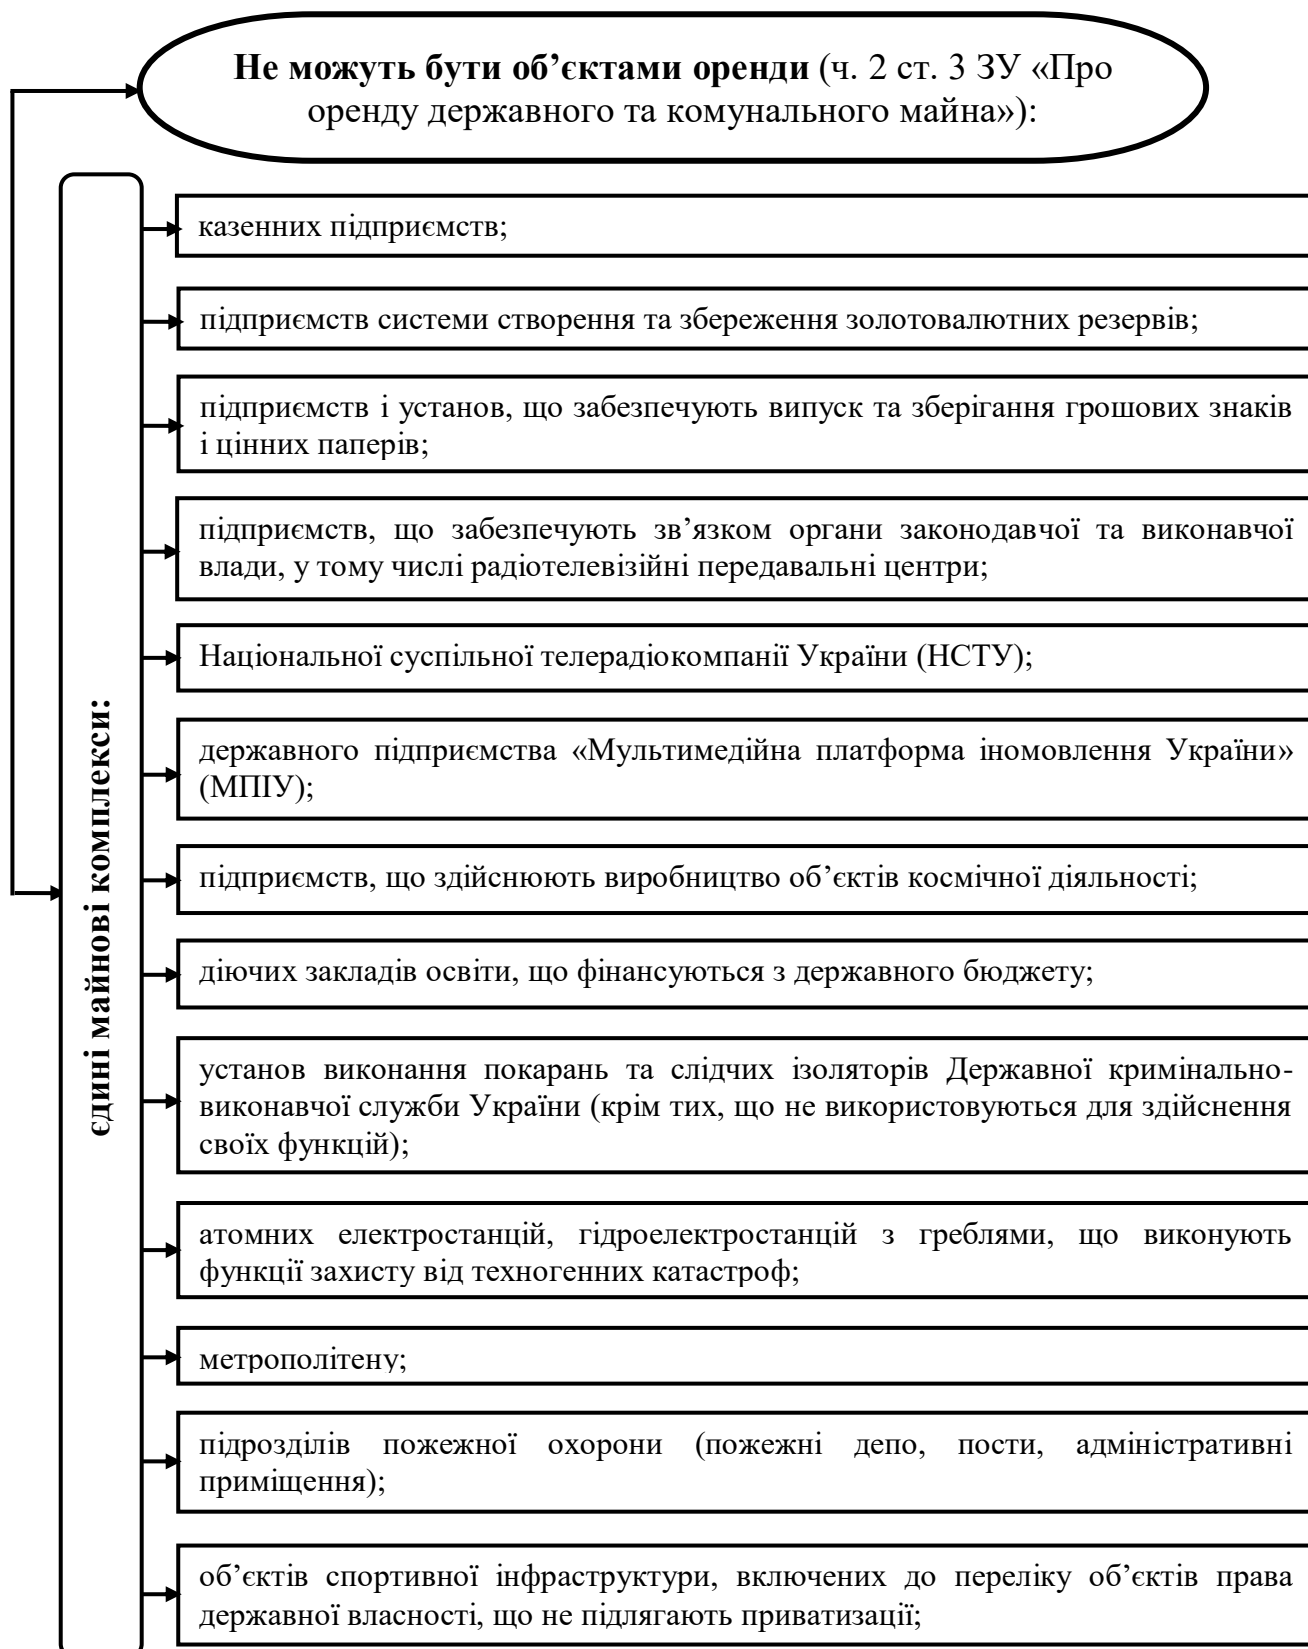 Не можуть бути об’єктами оренди (ч. 2 ст. 3 ЗУ «Про
оренду державного та комунального майна»):
єдині майнові комплекси:
казенних підприємств;
підприємств системи створення та збереження золотовалютних резервів;
підприємств і установ, що забезпечують випуск та зберігання грошових знаків
і цінних паперів;
підприємств, що забезпечують зв’язком органи законодавчої та виконавчої
влади, у тому числі радіотелевізійні передавальні центри;
Національної суспільної телерадіокомпанії України (НСТУ);
державного підприємства «Мультимедійна платформа іномовлення України»
(МПІУ);
підприємств, що здійснюють виробництво об’єктів космічної діяльності;
діючих закладів освіти, що фінансуються з державного бюджету;
установ виконання покарань та слідчих ізоляторів Державної кримінально-
виконавчої служби України (крім тих, що не використовуються для здійснення
своїх функцій);
атомних електростанцій, гідроелектростанцій з греблями, що виконують
функції захисту від техногенних катастроф;
метрополітену;
підрозділів пожежної охорони (пожежні депо, пости, адміністративні
приміщення);
об’єктів спортивної інфраструктури, включених до переліку об’єктів права
державної власності, що не підлягають приватизації;